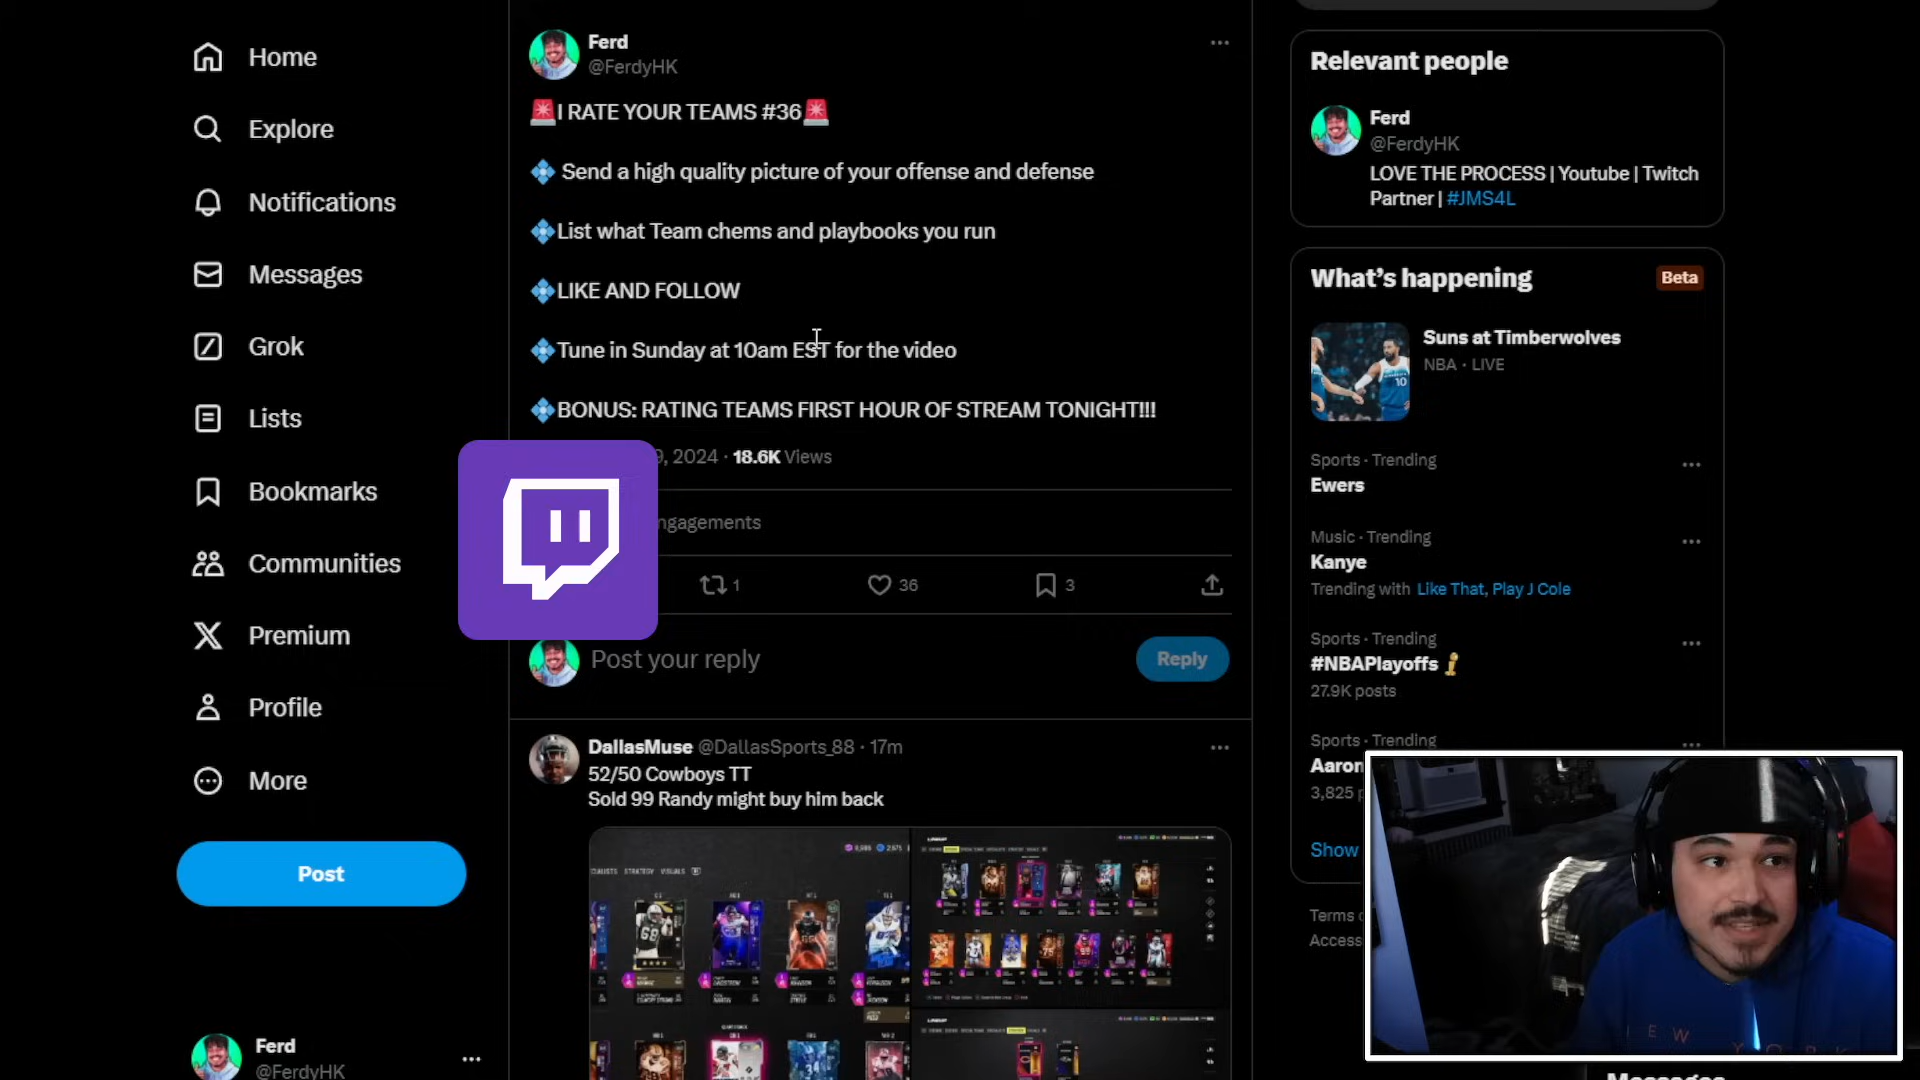 Home
Explore
Notifications
Messages
Grok
Lists
Bookmarks
Communities
Premium
Profile
More
Post
Ferd
@FerdyHK
Ferd
@FerdyHK
🚨I RATE YOUR TEAMS #36🚨
💠 Send a high quality picture of your offense and defense
💠List what Team chems and playbooks you run
💠LIKE AND FOLLOW
💠Tune in Sunday at 10am EST for the video
💠BONUS: RATING TEAMS FIRST HOUR OF STREAM TONIGHT!!!
9, 2024 · 18.6K Views
ngagements
1 36 3
Post your reply
Reply
DallasMuse @DallasSports_88 · 17m
52/50 Cowboys TT
Sold 99 Randy might buy him back
STRATEGY VISUALS
Relevant people
Ferd
@FerdyHK
LOVE THE PROCESS | Youtube | Twitch
Partner | #JMS4L
What's happening
Beta
Suns at Timberwolves
NBA · LIVE
Sports · Trending
Ewers
Music · Trending
Kanye
Trending with Like That, Play J Cole
Sports · Trending
#NBAPlayoffs
27.9K posts
Sports · Trending
Aaron
3,825 p
Show
Terms
Access
Messages